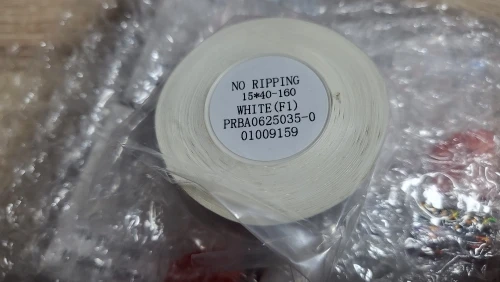 NO RIPPING
15*40-160
WHITE(F1)
PRBA0625035-0
01009159